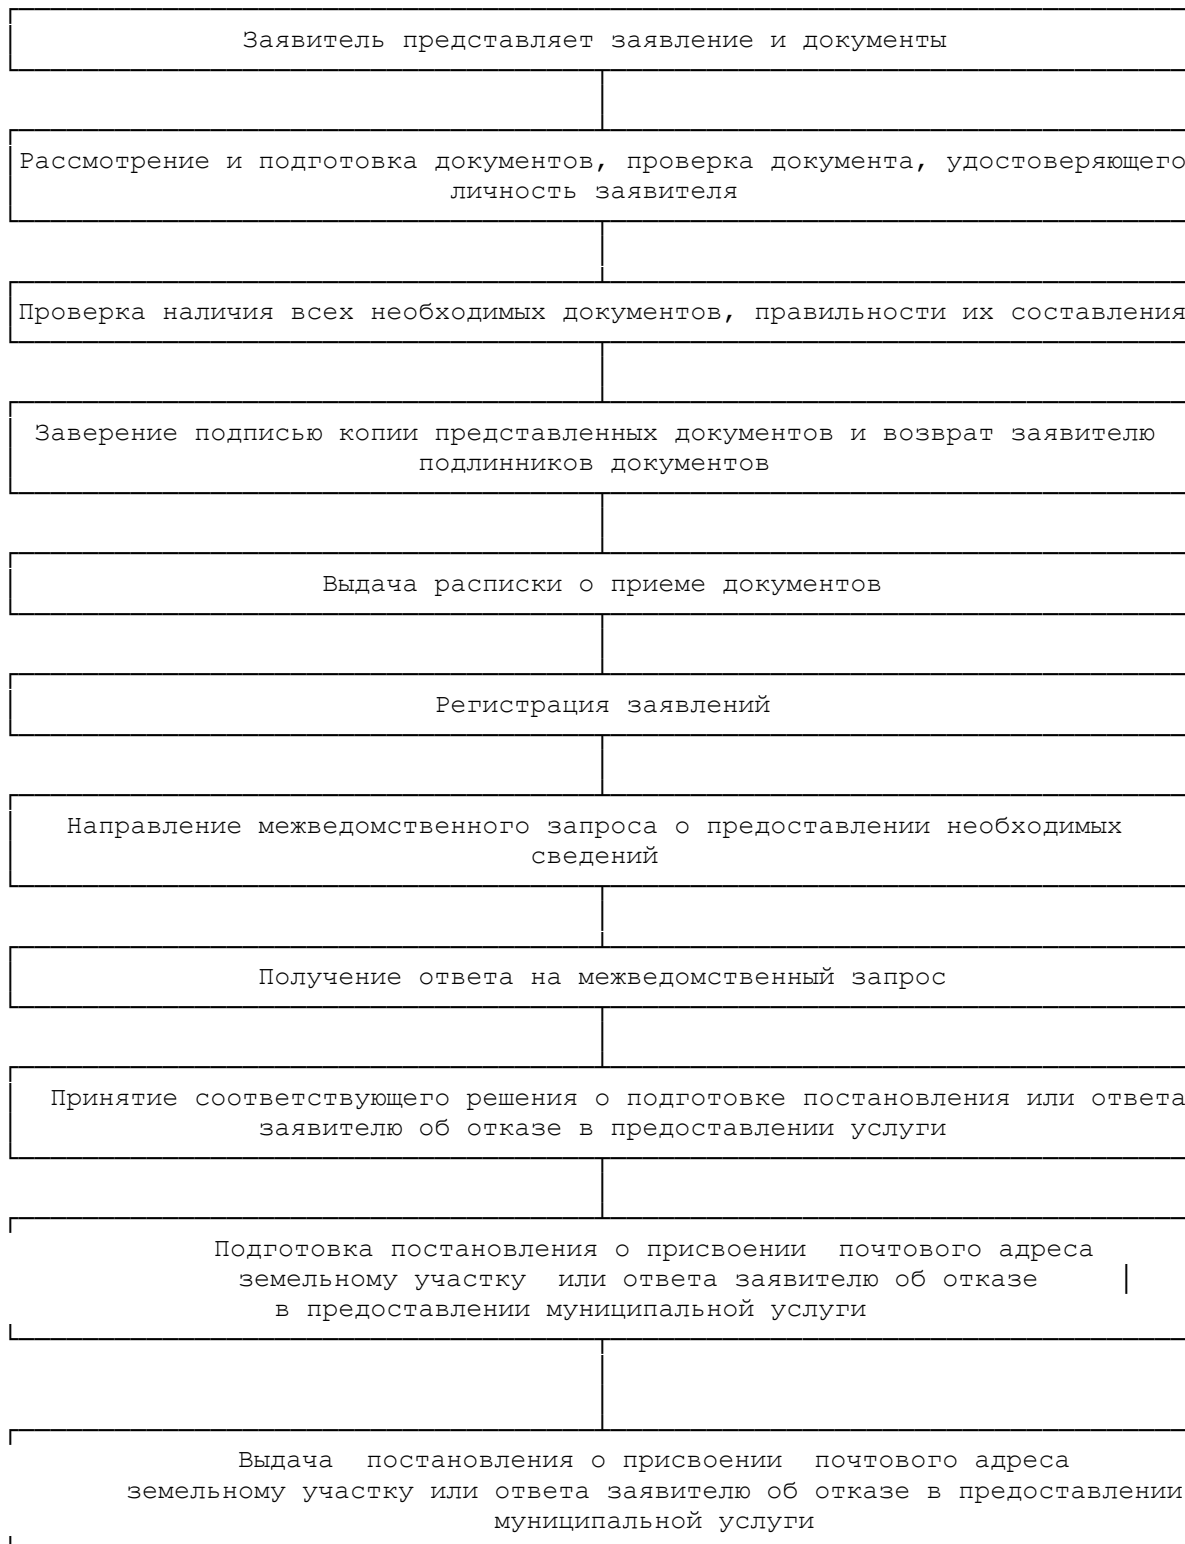 Заявитель представляет заявление и документы
Рассмотрение и подготовка документов, проверка документа, удостоверяющего
личность заявителя
Проверка наличия всех необходимых документов, правильности их составления
Заверение подписью копии представленных документов и возврат заявителю
подлинников документов
Выдача расписки о приеме документов
Регистрация заявлений
Направление межведомственного запроса о предоставлении необходимых
сведений
Получение ответа на межведомственный запрос
Принятие соответствующего решения о подготовке постановления или ответа
заявителю об отказе в предоставлении услуги
Подготовка постановления о присвоении почтового адреса
земельному участку или ответа заявителю об отказе
в предоставлении муниципальной услуги
Выдача постановления о присвоении почтового адреса
земельному участку или ответа заявителю об отказе в предоставлении
муниципальной услуги